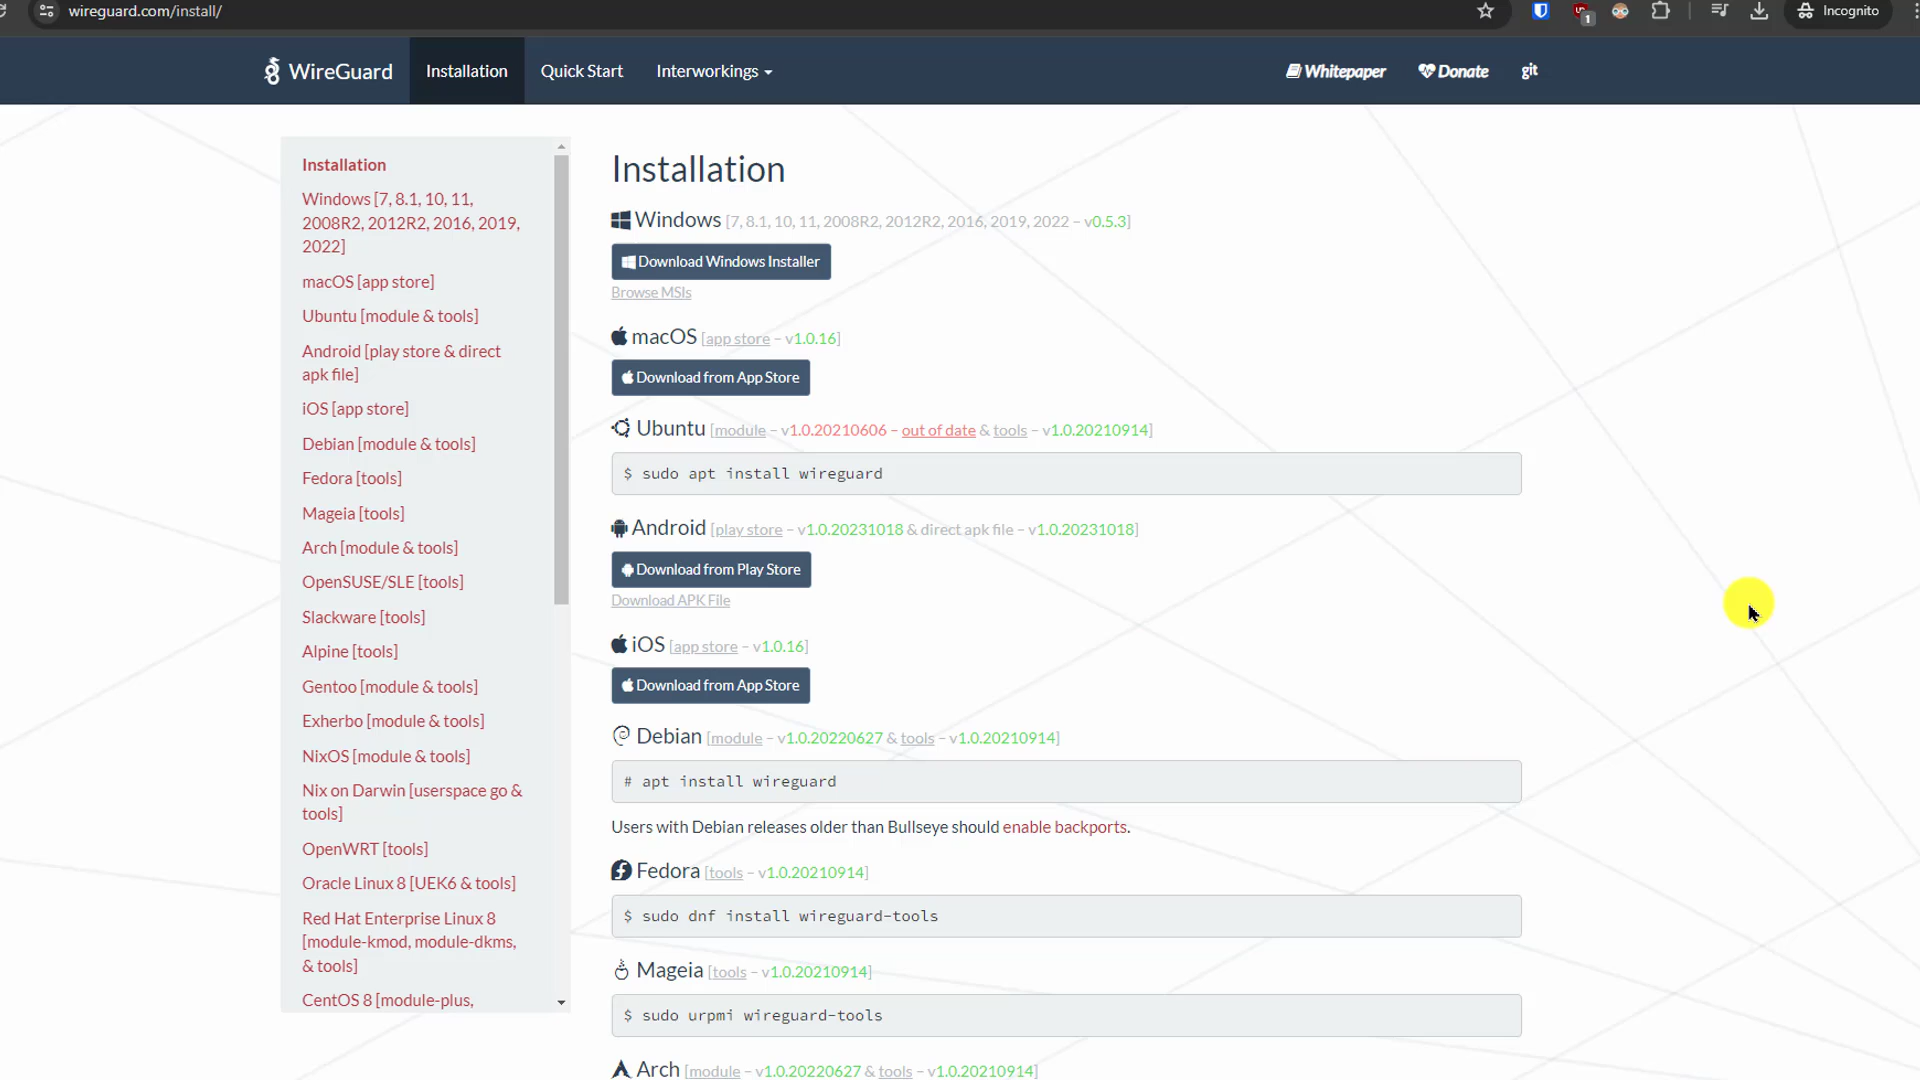 wireguard.com/install/
1
Incognito
WireGuard
Installation
Quick Start
Interworkings
Whitepaper
Donate
git
Installation
Windows [7, 8.1, 10, 11,
2008R2, 2012R2, 2016, 2019,
2022]
macOS [app store]
Ubuntu [module & tools]
Android [play store & direct
apk file]
iOS [app store]
Debian [module & tools]
Fedora [tools]
Mageia [tools]
Arch [module & tools]
OpenSUSE/SLE [tools]
Slackware [tools]
Alpine [tools]
Gentoo [module & tools]
Exherbo [module & tools]
NixOS [module & tools]
Nix on Darwin [userspace go &
tools]
OpenWRT [tools]
Oracle Linux 8 [UEK6 & tools]
Red Hat Enterprise Linux 8
[module-kmod, module-dkms,
& tools]
CentOS 8 [module-plus,
Installation
Windows [7, 8.1, 10, 11, 2008R2, 2012R2, 2016, 2019, 2022 – v0.5.3]
Download Windows Installer
Browse MSIs
macOS [app store – v1.0.16]
Download from App Store
Ubuntu [module – v1.0.20210606 – out of date & tools – v1.0.20210914]
$ sudo apt install wireguard
Android [play store – v1.0.20231018 & direct apk file – v1.0.20231018]
Download from Play Store
Download APK File
iOS [app store – v1.0.16]
Download from App Store
Debian [module – v1.0.20220627 & tools – v1.0.20210914]
# apt install wireguard
Users with Debian releases older than Bullseye should enable backports.
Fedora [tools – v1.0.20210914]
$ sudo dnf install wireguard-tools
Mageia [tools – v1.0.20210914]
$ sudo urpmi wireguard-tools
Arch [module – v1.0.20220627 & tools – v1.0.20210914]